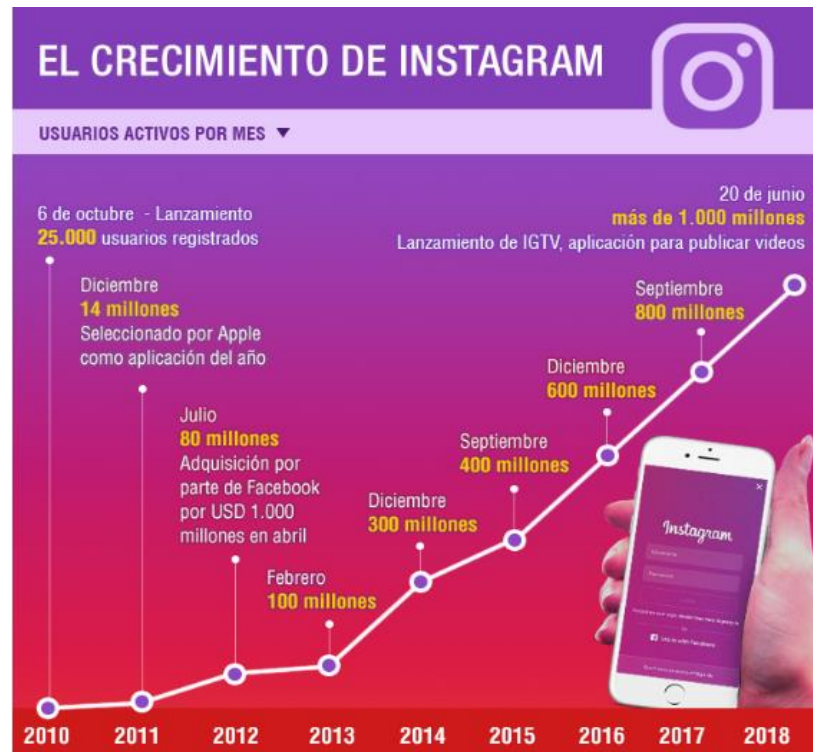 EL CRECIMIENTO DE INSTAGRAM
USUARIOS ACTIVOS POR MES
6 de octubre - Lanzamiento
25.000 usuarios registrados
Diciembre
14 millones
Seleccionado por Apple
como aplicación del año
Julio
80 millones
Adquisición por
parte de Facebook
por USD 1.000
millones en abril
Febrero
100 millones
Diciembre
300 millones
Septiembre
400 millones
Diciembre
600 millones
Septiembre
800 millones
20 de junio
más de 1.000 millones
Lanzamiento de IGTV, aplicación para publicar videos
Instagram
2010 2011 2012 2013 2014 2015 2016 2017 2018